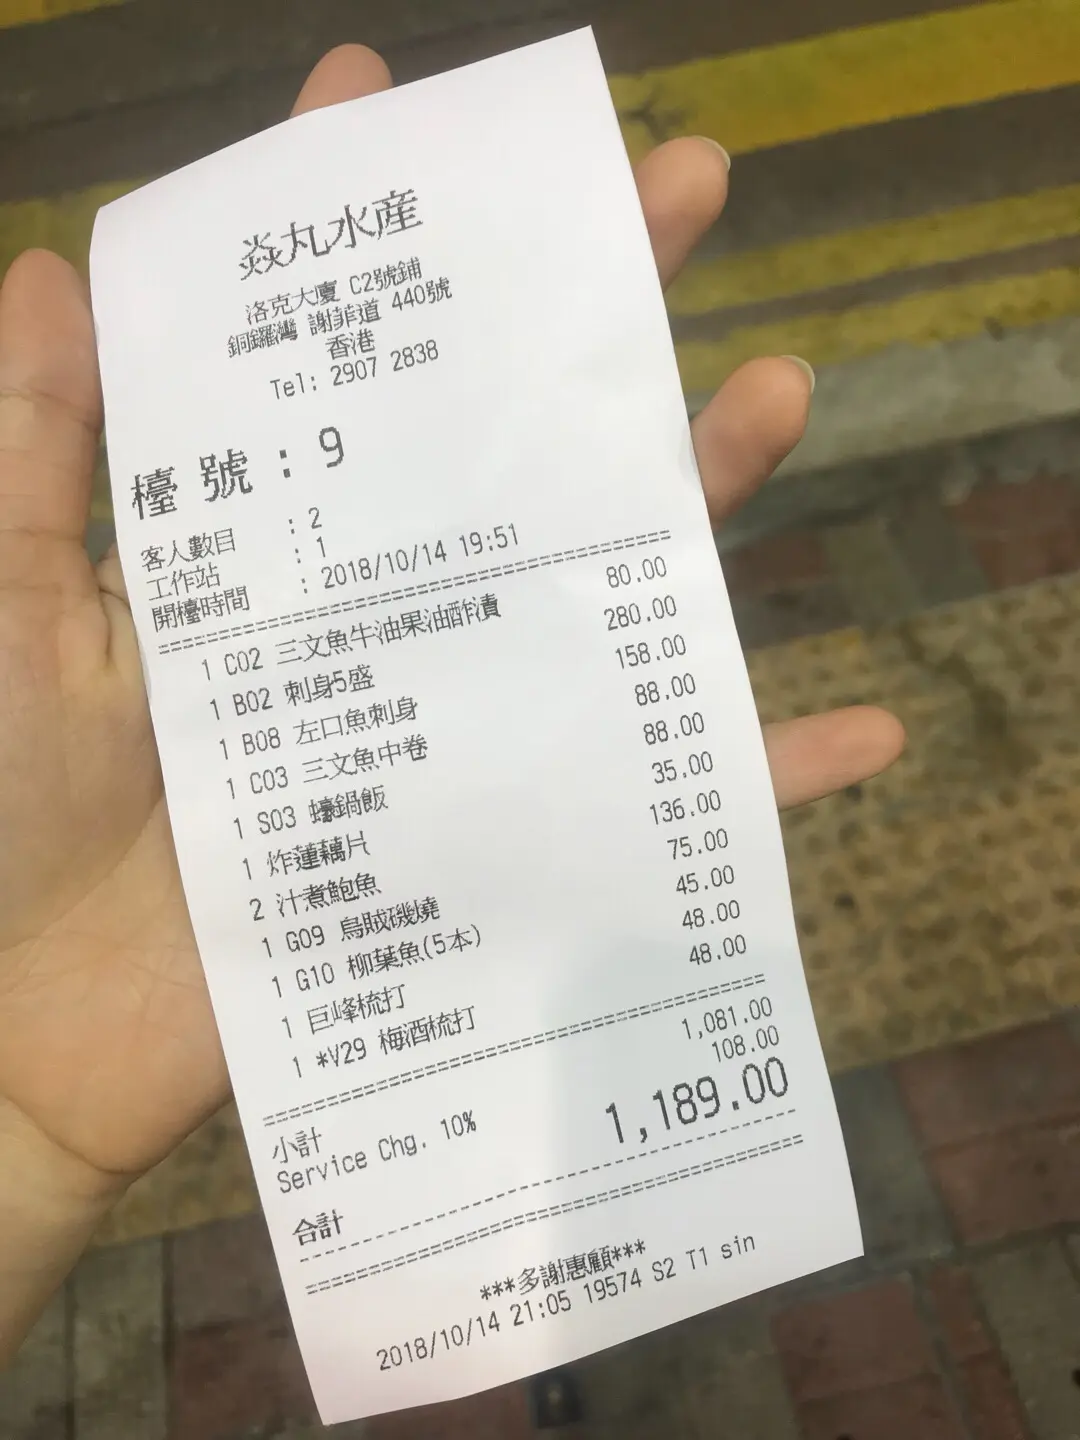 焱丸水産
洛克大廈 C2號鋪
銅鑼灣 謝菲道 440號
香港
Tel: 2907 2838
檯 號 : 9
客人數目 : 2
工作站 : 1
開檯時間 : 2018/10/14 19:51
1 C02 三文魚牛油果油酢漬 80.00
1 B02 刺身5盛 280.00
1 B08 左口魚刺身 158.00
1 C03 三文魚中卷 88.00
1 S03 蠔鍋飯 88.00
1 炸蓮藕片 35.00
2 汁煮鮑魚 136.00
1 G09 烏賊磯燒 75.00
1 G10 柳葉魚(5本) 45.00
1 巨峰梳打 48.00
1 *V29 梅酒梳打 48.00
小計 1,081.00
Service Chg. 10% 108.00
合計 1,189.00
***多謝惠顧***
2018/10/14 21:05 19574 S2 T1 sin